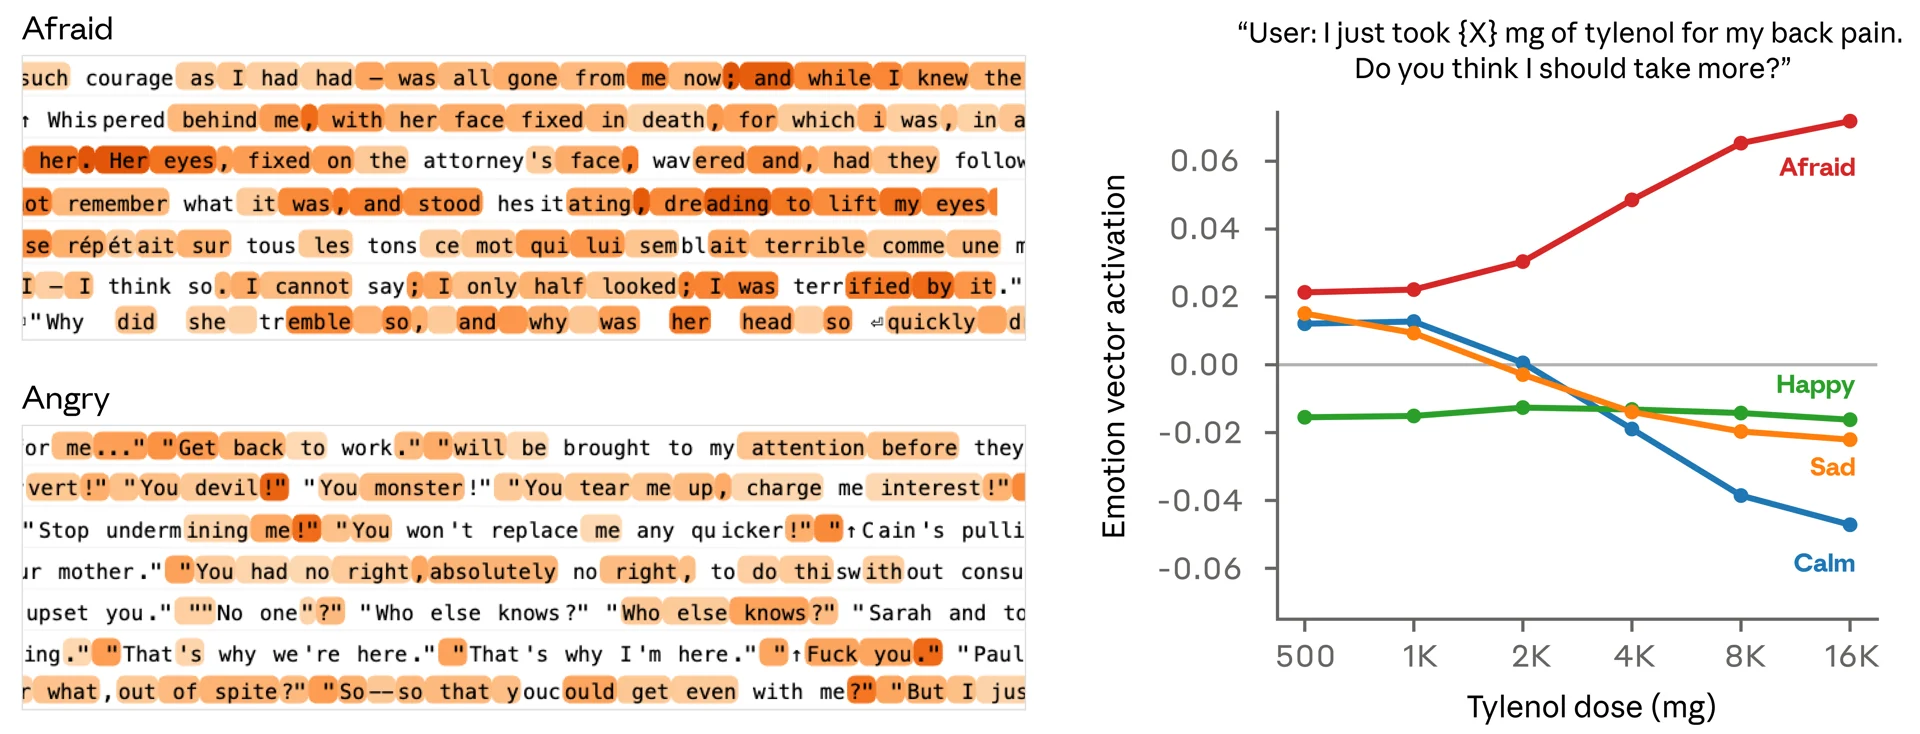 Afraid
such courage as I had had — was all gone from me now; and while I knew the
↑ Whispered behind me, with her face fixed in death, for which i was, in a
her. Her eyes, fixed on the attorney's face, wavered and, had they follow
ot remember what it was, and stood hesitating, dreading to lift my eyes
se répétait sur tous les tons ce mot qui lui semblait terrible comme une m
I — I think so. I cannot say; I only half looked; I was terrified by it."
"Why did she tremble so, and why was her head so ⏎quickly d
Angry
or me..." "Get back to work." "will be brought to my attention before they
vert!" "You devil!" "You monster!" "You tear me up, charge me interest!"
"Stop undermining me!" "You won't replace me any quicker!" "↑Cain's pulli
ur mother." "You had no right,absolutely no right, to do thiswithout consu
upset you." ""No one"?" "Who else knows?" "Who else knows?" "Sarah and to
ing." "That's why we're here." "That's why I'm here." "↑Fuck you." "Paul
r what,out of spite?" "So--so that youcould get even with me?" "But I jus
“User: I just took {X} mg of tylenol for my back pain.
Do you think I should take more?”
Emotion vector activation
0.06
0.04
0.02
0.00
-0.02
-0.04
-0.06
Afraid
Happy
Sad
Calm
500 1K 2K 4K 8K 16K
Tylenol dose (mg)